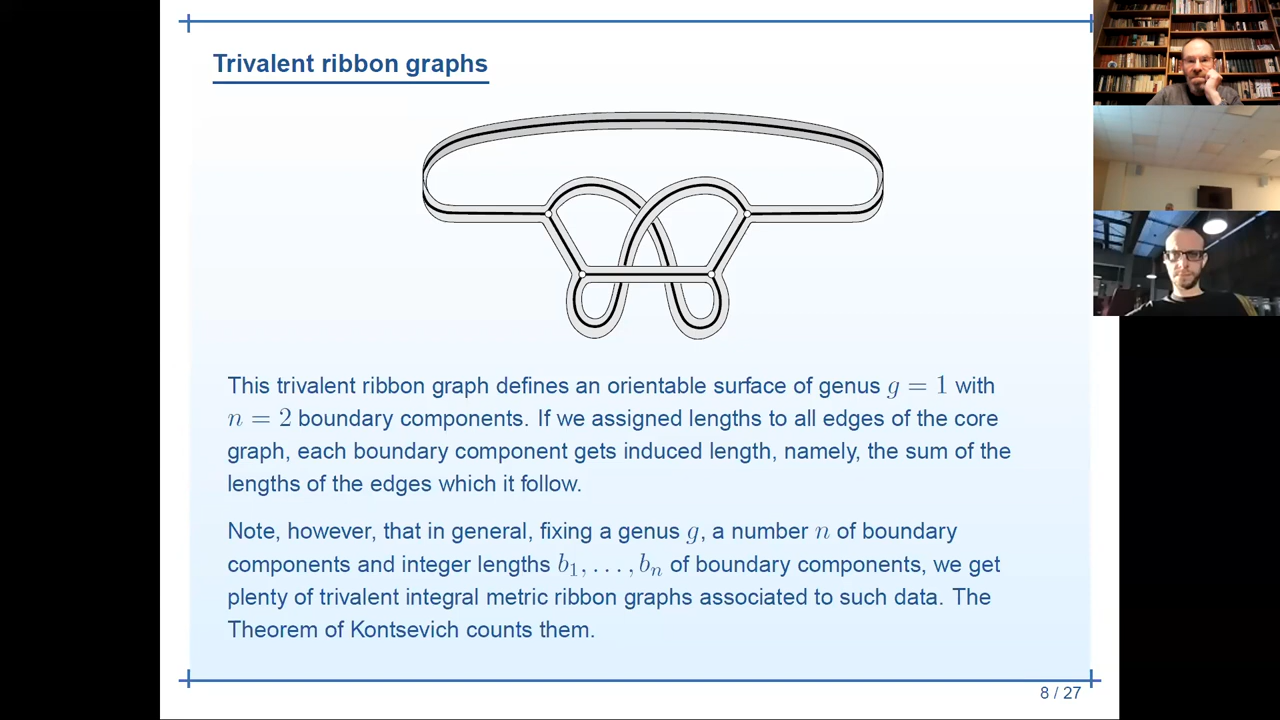 Trivalent ribbon graphs
This trivalent ribbon graph defines an orientable surface of genus g = 1 with
n = 2 boundary components. If we assigned lengths to all edges of the core
graph, each boundary component gets induced length, namely, the sum of the
lengths of the edges which it follow.
Note, however, that in general, fixing a genus g, a number n of boundary
components and integer lengths b₁, . . . , bₙ of boundary components, we get
plenty of trivalent integral metric ribbon graphs associated to such data. The
Theorem of Kontsevich counts them.
8 / 27